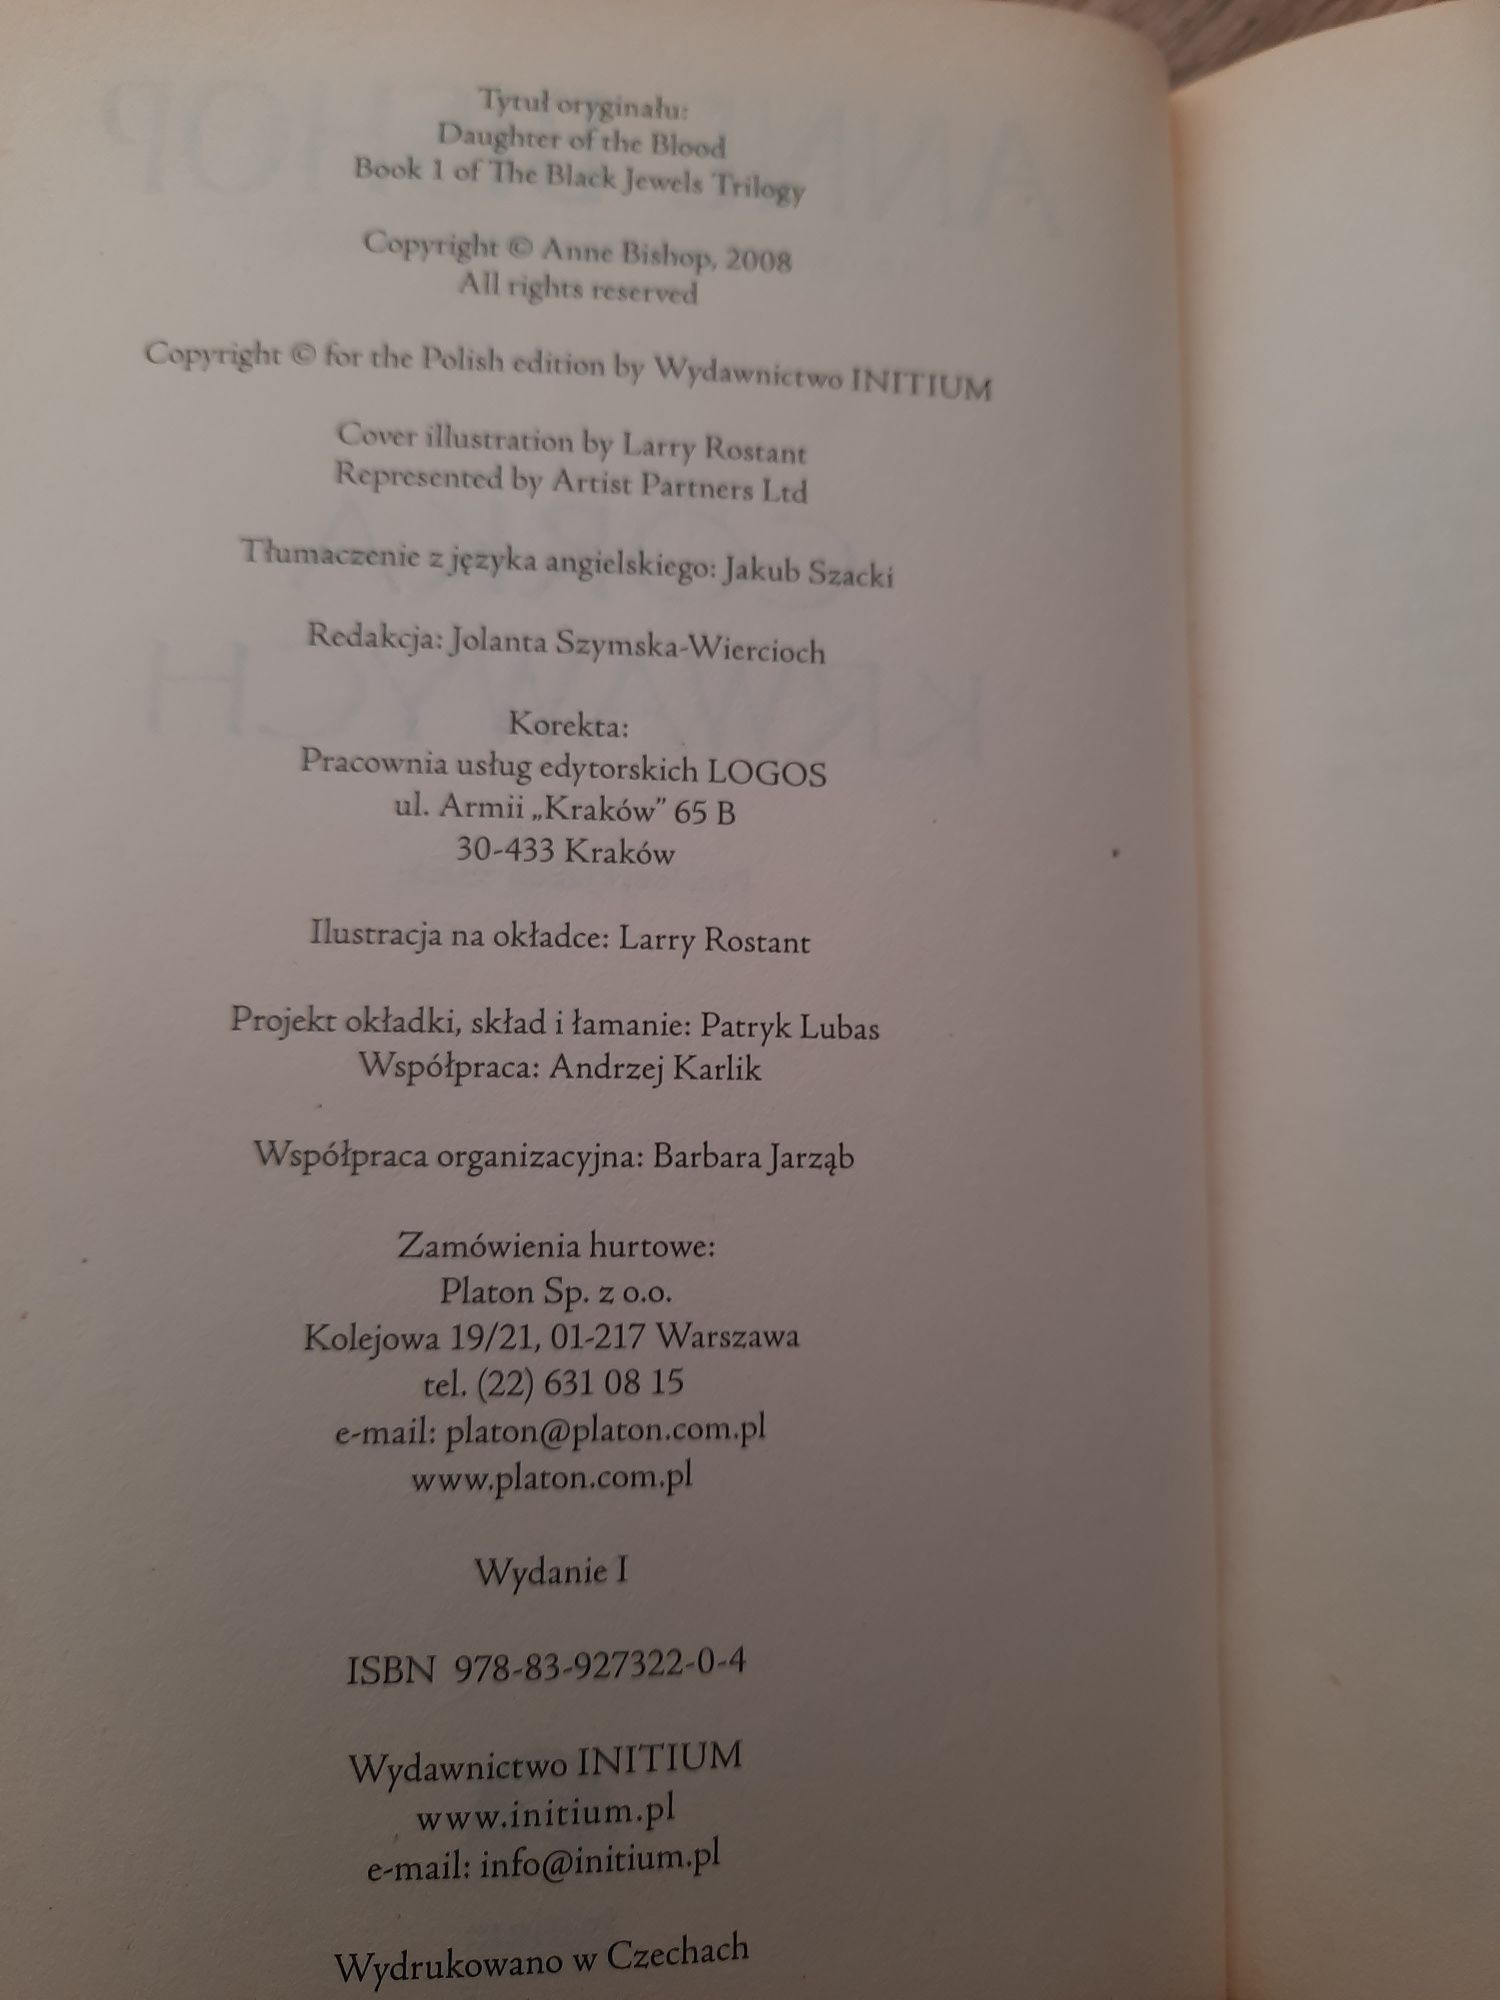 Tytuł oryginału:
Daughter of the Blood
Book 1 of The Black Jewels Trilogy
Copyright © Anne Bishop, 2008
All rights reserved
Copyright © for the Polish edition by Wydawnictwo INITIUM
Cover illustration by Larry Rostant
Represented by Artist Partners Ltd
Tłumaczenie z języka angielskiego: Jakub Szacki
Redakcja: Jolanta Szymska-Wiercioch
Korekta:
Pracownia usług edytorskich LOGOS
ul. Armii „Kraków” 65 B
30-433 Kraków
Ilustracja na okładce: Larry Rostant
Projekt okładki, skład i łamanie: Patryk Lubas
Współpraca: Andrzej Karlik
Współpraca organizacyjna: Barbara Jarząb
Zamówienia hurtowe:
Platon Sp. z o.o.
Kolejowa 19/21, 01-217 Warszawa
tel. (22) 631 08 15
e-mail: platon@platon.com.pl
www.platon.com.pl
Wydanie I
ISBN 978-83-927322-0-4
Wydawnictwo INITIUM
www.initium.pl
e-mail: info@initium.pl
Wydrukowano w Czechach